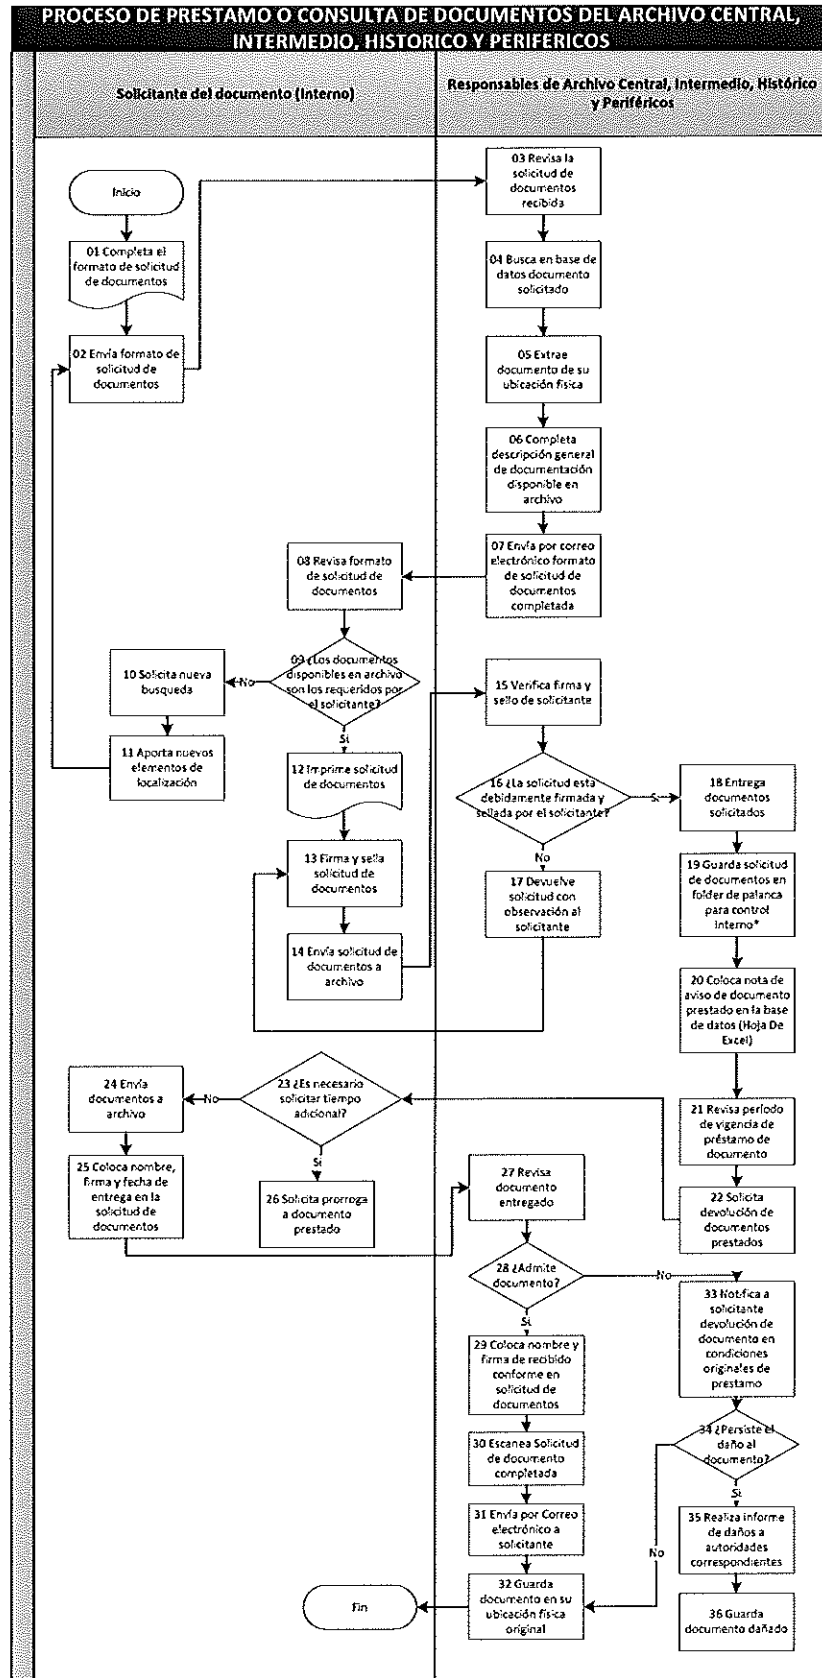 PROCESO DE PRESTAMO O CONSULTA DE DOCUMENTOS DEL ARCHIVO CENTRAL,
INTERMEDIO, HISTORICO Y PERIFERICOS
Solicitante del documento (Interno)
Responsables de Archivo Central, Intermedio, Histórico
y Periféricos
Inicio
01 Completa el
formato de solicitud
de documentos
02 Envía formato de
solicitud de
documentos
03 Revisa la
solicitud de
documentos
recibida
04 Busca en base de
datos documento
solicitado
05 Extrae
documento de su
ubicación física
06 Completa
descripción general
de documentación
disponible en
archivo
07 Envía por correo
electrónico formato
de solicitud de
documentos
completada
08 Revisa formato
de solicitud de
documentos
09 ¿Los documentos
disponibles en archivo
son los requeridos por
el solicitante?
No
10 Solicita nueva
busqueda
11 Aporta nuevos
elementos de
localización
Si
12 Imprime solicitud
de documentos
13 Firma y sella
solicitud de
documentos
14 Envía solicitud de
documentos a
archivo
15 Verifica firma y
sello de solicitante
16 ¿La solicitud está
debidamente firmada y
sellada por el solicitante?
Si
No
17 Devuelve
solicitud con
observación al
solicitante
18 Entrega
documentos
solicitados
19 Guarda solicitud
de documentos en
folder de palanca
para control
interno*
20 Coloca nota de
aviso de documento
prestado en la base
de datos (Hoja De
Excel)
21 Revisa período
de vigencia de
préstamo de
documento
22 Solicita
devolución de
documentos
prestados
23 ¿Es necesario
solicitar tiempo
adicional?
No
24 Envía
documentos a
archivo
25 Coloca nombre,
firma y fecha de
entrega en la
solicitud de
documentos
Si
26 Solicita prorroga
a documento
prestado
27 Revisa
documento
entregado
28 ¿Admite
documento?
No
Si
29 Coloca nombre y
firma de recibido
conforme en
solicitud de
documentos
30 Escanea Solicitud
de documento
completada
31 Envía por Correo
electrónico a
solicitante
32 Guarda
documento en su
ubicación física
original
Fin
33 Notifica a
solicitante
devolución de
documento en
condiciones
originales de
prestamo
34 ¿Persiste el
daño al
documento?
No
Si
35 Realiza informe
de daños a
autoridades
correspondientes
36 Guarda
documento dañado